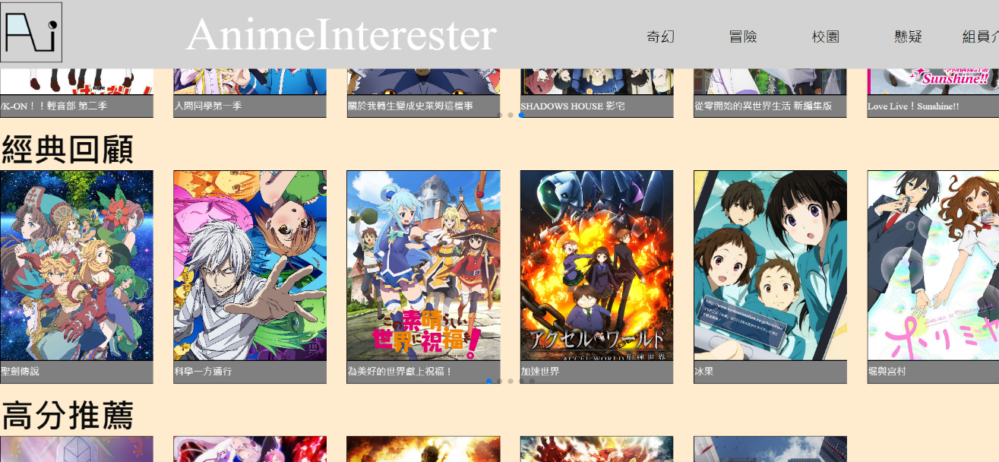 Ai
AnimeInterester
奇幻
冒險
校園
懸疑
組員介
Sunshine!!
/K-ON！！輕音部 第二季
入間同學第一季
關於我轉生變成史萊姆這檔事
SHADOWS HOUSE 影宅
從零開始的異世界生活 新編集版
Love Live！Sunshine!!
經典回顧
この素晴らしい
世界に祝福を！
アクセル・ワールド
ACCEL WORLD 加速世界
ホリミヤ
聖劍傳說
科學一方通行
為美好的世界獻上祝福！
加速世界
冰果
堀與宮村
高分推薦